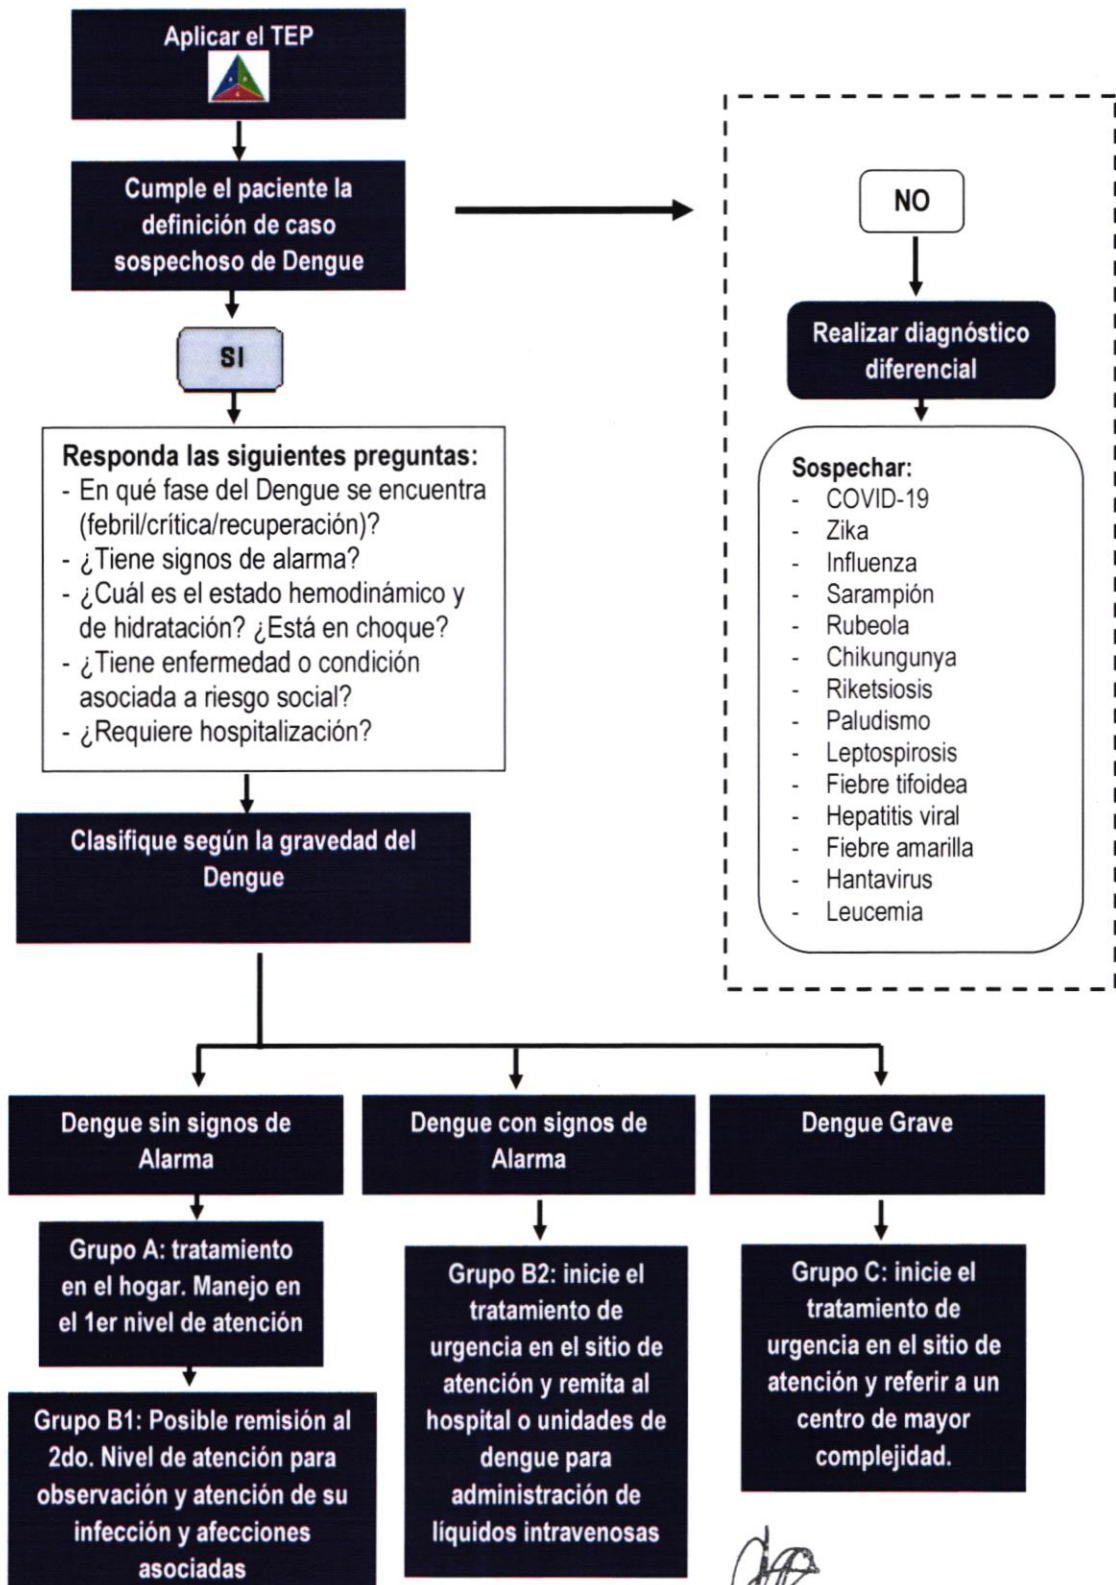 Aplicar el TEP
Cumple el paciente la
definición de caso
sospechoso de Dengue
SI
Responda las siguientes preguntas:
- En qué fase del Dengue se encuentra
(febril/crítica/recuperación)?
- ¿Tiene signos de alarma?
- ¿Cuál es el estado hemodinámico y
de hidratación? ¿Está en choque?
- ¿Tiene enfermedad o condición
asociada a riesgo social?
- ¿Requiere hospitalización?
Clasifique según la gravedad del
Dengue
NO
Realizar diagnóstico
diferencial
Sospechar:
- COVID-19
- Zika
- Influenza
- Sarampión
- Rubeola
- Chikungunya
- Riketsiosis
- Paludismo
- Leptospirosis
- Fiebre tifoidea
- Hepatitis viral
- Fiebre amarilla
- Hantavirus
- Leucemia
Dengue sin signos de
Alarma
Grupo A: tratamiento
en el hogar. Manejo en
el 1er nivel de atención
Grupo B1: Posible remisión al
2do. Nivel de atención para
observación y atención de su
infección y afecciones
asociadas
Dengue con signos de
Alarma
Grupo B2: inicie el
tratamiento de
urgencia en el sitio de
atención y remita al
hospital o unidades de
dengue para
administración de
líquidos intravenosas
Dengue Grave
Grupo C: inicie el
tratamiento de
urgencia en el sitio de
atención y referir a un
centro de mayor
complejidad.